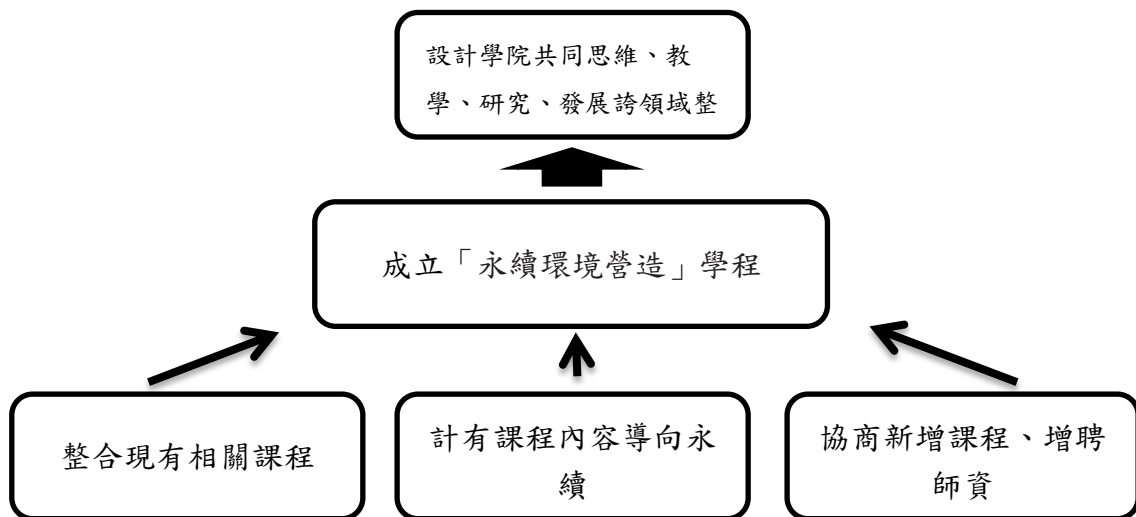 設計學院共同思維、教
學、研究、發展誇領域整
成立「永續環境營造」學程
整合現有相關課程
計有課程內容導向永
續
協商新增課程、增聘
師資